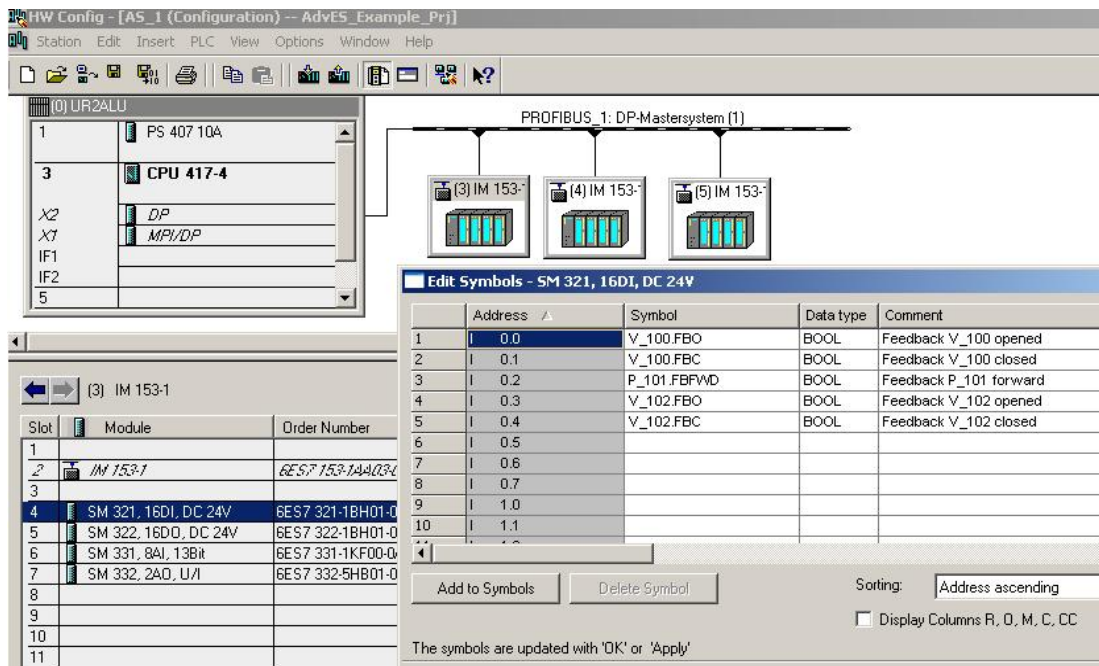 HW Config - [AS_1 (Configuration) -- AdvES_Example_Prj]
Station Edit Insert PLC View Options Window Help
(0) UR2ALU
1 PS 407 10A
3 CPU 417-4
X2 DP
X1 MPI/DP
IF1
IF2
5
PROFIBUS_1: DP-Mastersystem (1)
(3) IM 153-
(4) IM 153-
(5) IM 153-
(3) IM 153-1
Slot Module Order Number
1
2 IM 153-1 6ES7 153-1AA03-
3
4 SM 321, 16DI, DC 24V 6ES7 321-1BH01-0
5 SM 322, 16DO, DC 24V 6ES7 322-1BH01-0
6 SM 331, 8AI, 13Bit 6ES7 331-1KF00-0
7 SM 332, 2AO, U/I 6ES7 332-5HB01-0
8
9
10
11
Edit Symbols - SM 321, 16DI, DC 24V
Address Symbol Data type Comment
1 I 0.0 V_100.FBO BOOL Feedback V_100 opened
2 I 0.1 V_100.FBC BOOL Feedback V_100 closed
3 I 0.2 P_101.FBFWD BOOL Feedback P_101 forward
4 I 0.3 V_102.FBO BOOL Feedback V_102 opened
5 I 0.4 V_102.FBC BOOL Feedback V_102 closed
6 I 0.5
7 I 0.6
8 I 0.7
9 I 1.0
10 I 1.1
Add to Symbols Delete Symbol Sorting: Address ascending
Display Columns R, O, M, C, CC
The symbols are updated with 'OK' or 'Apply'